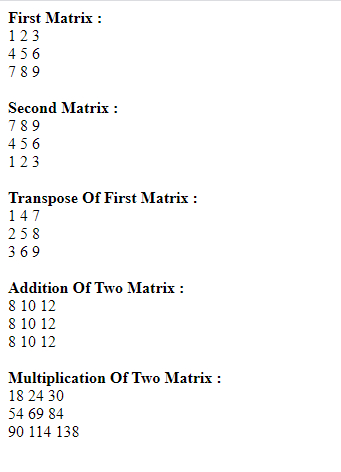 First Matrix :
1 2 3
4 5 6
7 8 9
Second Matrix :
7 8 9
4 5 6
1 2 3
Transpose Of First Matrix :
1 4 7
2 5 8
3 6 9
Addition Of Two Matrix :
8 10 12
8 10 12
8 10 12
Multiplication Of Two Matrix :
18 24 30
54 69 84
90 114 138